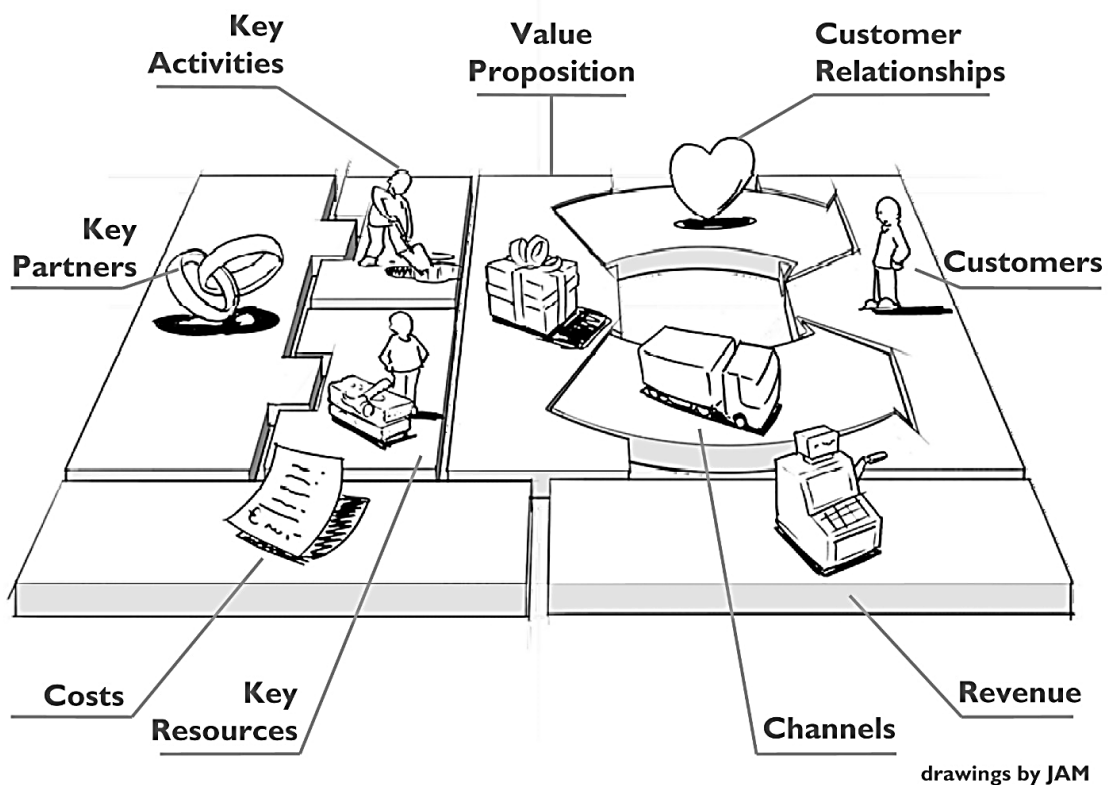 Key
Activities
Value
Proposition
Customer
Relationships
Key
Partners
Customers
Costs
Key
Resources
Channels
Revenue
drawings by JAM